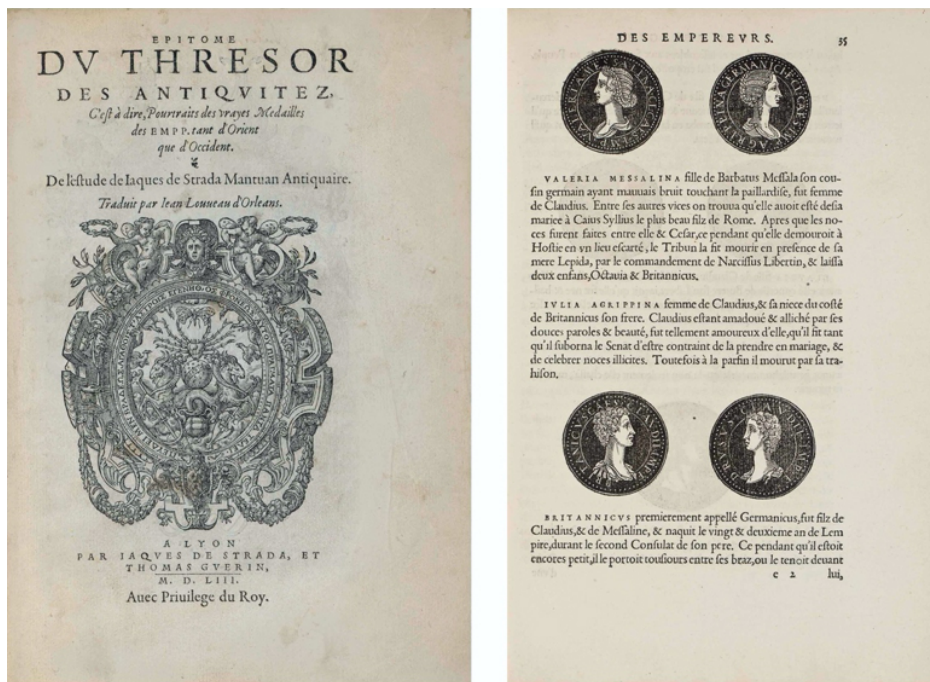 EPITOME
DV THRESOR
DES ANTIQVITEZ,
C'est à dire, Pourtraits des vrayes Medailles
des EMPP. tant d'Orient
que d'Occident.
De l'estude de Iaques de Strada Mantuan Antiquaire.
Traduit par Iean Louueau d'Orleans.
A LYON
PAR IAQVES DE STRADA, ET
THOMAS GVERIN,
M. D. LIII.
Auec Priuilege du Roy.
DES EMPEREVRS. 35
VALERIA MESSALINA fille de Barbatus Messala son cou-
sin germain ayant mauuais bruit touchant la paillardise, fut femme
de Claudius. Entre ses autres vices on trouua qu'elle auoit esté desia
mariee à Caius Syllius le plus beau filz de Rome. Apres que les no-
ces furent faites entre elle & Cesar, ce pendant qu'elle demouroit à
Hostie en vn lieu escarté, le Tribun la fit mourir en presence de sa
mere Lepida, par le commandement de Narcissus Libertin, & laissa
deux enfans, Octauia & Britannicus.
IVLIA AGRIPPINA femme de Claudius, & sa niece du costé
de Britannicus son frere. Claudius estant amadoué & alliché par ses
douces paroles & beauté, fut tellement amoureux d'elle, qu'il fit tant
qu'il suborna le Senat d'estre contraint de la prendre en mariage, &
de celebrer noces illicites. Toutefois à la parfin il mourut par sa tra-
hison.
BRITANNICVS premierement appellé Germanicus, fut filz de
Claudius, & de Messaline, & naquit le vingt & deuxieme an de Lem
pire, durant le second Consulat de son pere. Ce pendant qu'il estoit
encores petit, il le portoit tousiours entre ses braz, ou le tenoit deuant
c 2 lui,